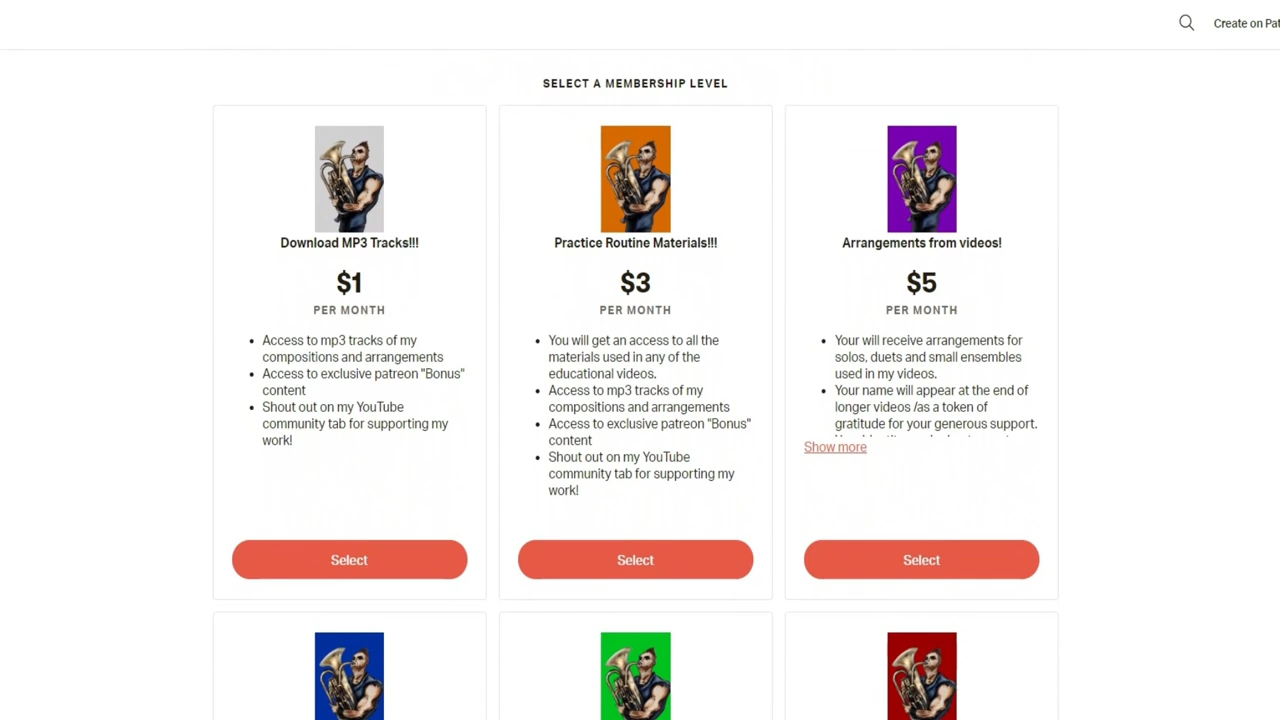 Create on Pat
SELECT A MEMBERSHIP LEVEL
Download MP3 Tracks!!!
$1
PER MONTH
• Access to mp3 tracks of my
compositions and arrangements
• Access to exclusive patreon "Bonus"
content
• Shout out on my YouTube
community tab for supporting my
work!
Select
Practice Routine Materials!!!
$3
PER MONTH
• You will get an access to all the
materials used in any of the
educational videos.
• Access to mp3 tracks of my
compositions and arrangements
• Access to exclusive patreon "Bonus"
content
• Shout out on my YouTube
community tab for supporting my
work!
Select
Arrangements from videos!
$5
PER MONTH
• Your will receive arrangements for
solos, duets and small ensembles
used in my videos.
• Your name will appear at the end of
longer videos /as a token of
gratitude for your generous support.
Show more
Select